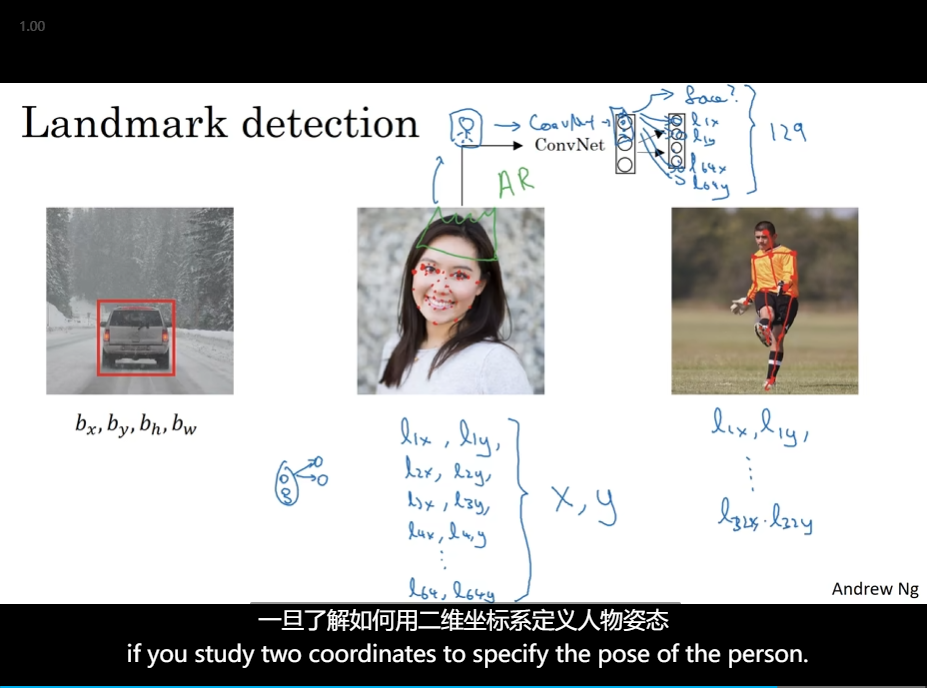 1.00
Landmark detection
ConvNet
ConvNet
face?
l1x
l1y
l64x
l64y
129
AR
bx, by, bh, bw
l1x, l1y,
l2x, l2y,
l3x, l3y,
l4x, l4y
⋮
l64, l64y
x, y
l1x, l1y,
⋮
l32x, l32y
Andrew Ng
一旦了解如何用二维坐标系定义人物姿态
if you study two coordinates to specify the pose of the person.